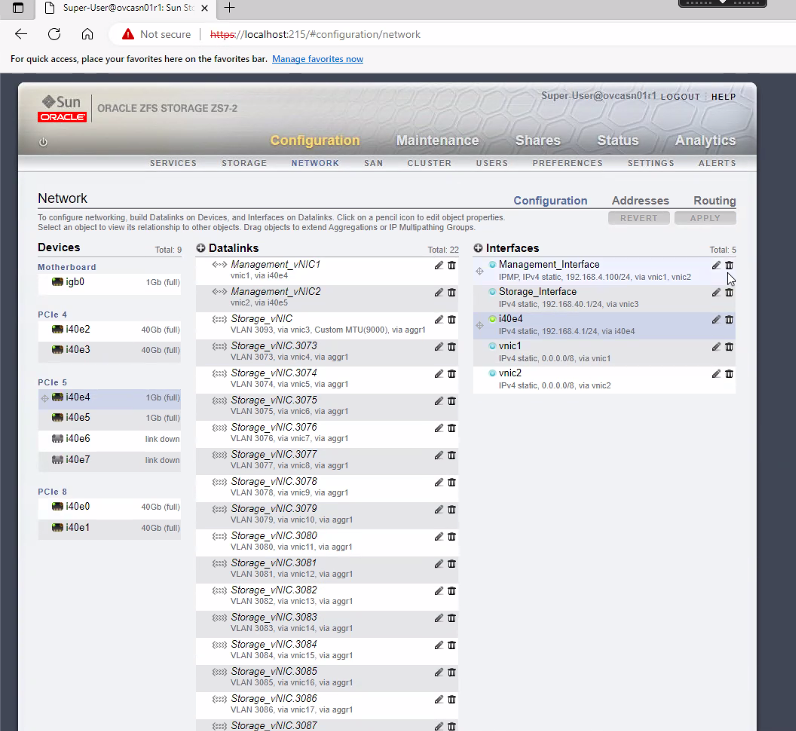 Super-User@ovcasn01r1: Sun St
Not secure
https://localhost:215/#configuration/network
For quick access, place your favorites here on the favorites bar. Manage favorites now
Sun
ORACLE
ORACLE ZFS STORAGE ZS7-2
Super-User@ovcasn01r1 LOGOUT HELP
Configuration Maintenance Shares Status Analytics
SERVICES STORAGE NETWORK SAN CLUSTER USERS PREFERENCES SETTINGS ALERTS
Network
Configuration Addresses Routing
To configure networking, build Datalinks on Devices, and Interfaces on Datalinks. Click on a pencil icon to edit object properties.
Select an object to view its relationship to other objects. Drag objects to extend Aggregations or IP Multipathing Groups.
REVERT APPLY
Devices Total: 9
Motherboard
igb0 1Gb (full)
PCIe 4
i40e2 40Gb (full)
i40e3 40Gb (full)
PCIe 5
i40e4 1Gb (full)
i40e5 1Gb (full)
i40e6 link down
i40e7 link down
PCIe 8
i40e0 40Gb (full)
i40e1 40Gb (full)
Datalinks Total: 22
Management_vNIC1
vnic1, via i40e4
Management_vNIC2
vnic2, via i40e5
Storage_vNIC
VLAN 3093, via vnic3, Custom MTU(9000), via aggr1
Storage_vNIC.3073
VLAN 3073, via vnic4, via aggr1
Storage_vNIC.3074
VLAN 3074, via vnic5, via aggr1
Storage_vNIC.3075
VLAN 3075, via vnic6, via aggr1
Storage_vNIC.3076
VLAN 3076, via vnic7, via aggr1
Storage_vNIC.3077
VLAN 3077, via vnic8, via aggr1
Storage_vNIC.3078
VLAN 3078, via vnic9, via aggr1
Storage_vNIC.3079
VLAN 3079, via vnic10, via aggr1
Storage_vNIC.3080
VLAN 3080, via vnic11, via aggr1
Storage_vNIC.3081
VLAN 3081, via vnic12, via aggr1
Storage_vNIC.3082
VLAN 3082, via vnic13, via aggr1
Storage_vNIC.3083
VLAN 3083, via vnic14, via aggr1
Storage_vNIC.3084
VLAN 3084, via vnic15, via aggr1
Storage_vNIC.3085
VLAN 3085, via vnic16, via aggr1
Storage_vNIC.3086
VLAN 3086, via vnic17, via aggr1
Storage_vNIC.3087
Interfaces Total: 5
Management_Interface
IPMP, IPv4 static, 192.168.4.100/24, via vnic1, vnic2
Storage_Interface
IPv4 static, 192.168.40.1/24, via vnic3
i40e4
IPv4 static, 192.168.4.1/24, via i40e4
vnic1
IPv4 static, 0.0.0.0/8, via vnic1
vnic2
IPv4 static, 0.0.0.0/8, via vnic2